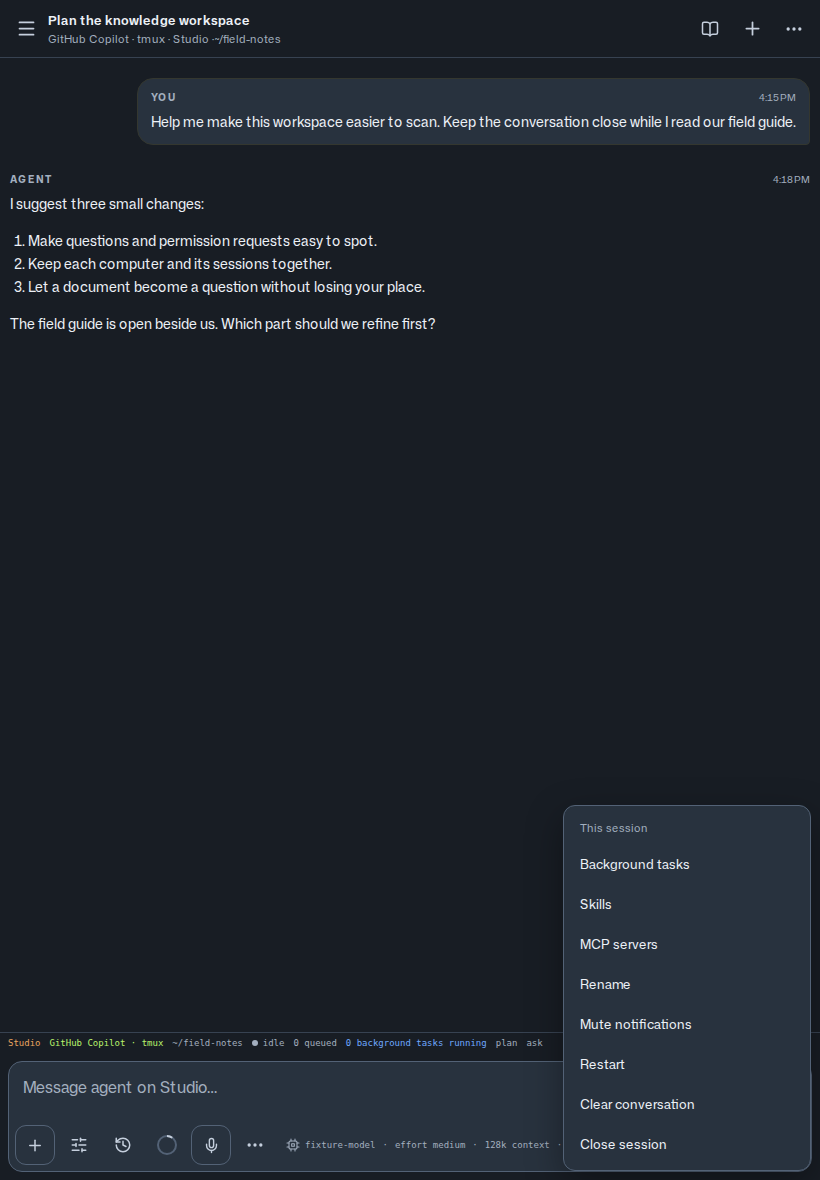 Plan the knowledge workspace
GitHub Copilot · tmux · Studio · ~/field-notes
YOU 4:15 PM
Help me make this workspace easier to scan. Keep the conversation close while I read our field guide.
AGENT 4:18 PM
I suggest three small changes:
1. Make questions and permission requests easy to spot.
2. Keep each computer and its sessions together.
3. Let a document become a question without losing your place.
The field guide is open beside us. Which part should we refine first?
This session
Background tasks
Skills
MCP servers
Rename
Mute notifications
Restart
Clear conversation
Close session
Studio GitHub Copilot · tmux ~/field-notes idle 0 queued 0 background tasks running plan ask
Message agent on Studio...
fixture-model · effort medium · 128k context ·